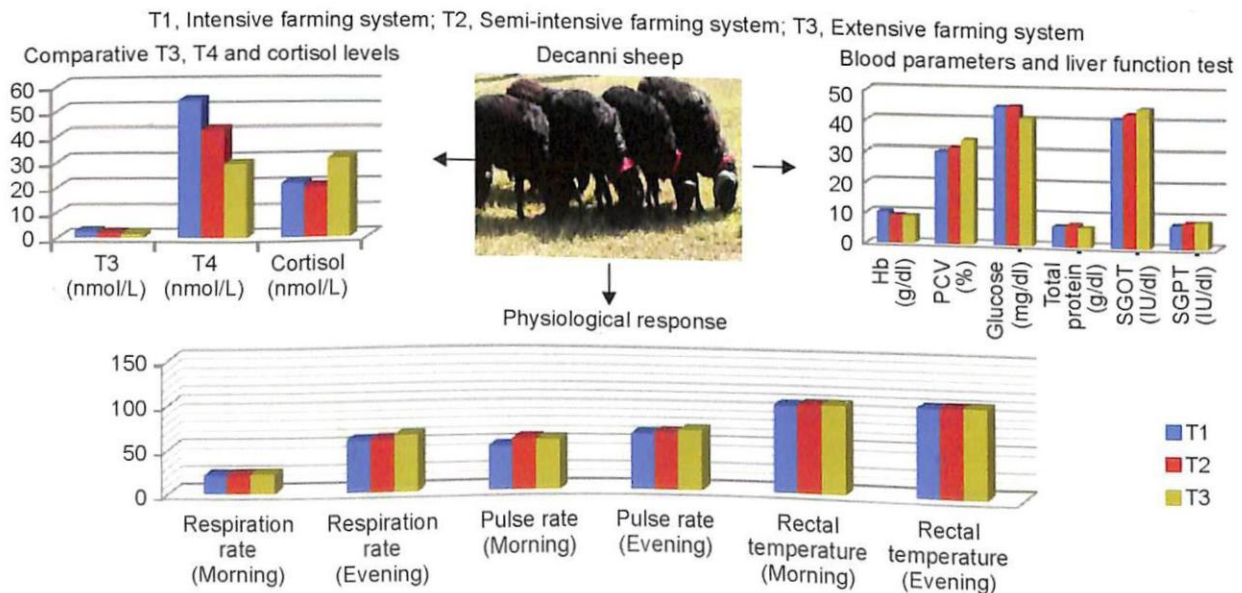 T1, Intensive farming system; T2, Semi-intensive farming system; T3, Extensive farming system
Comparative T3, T4 and cortisol levels
60
50
40
30
20
10
0
T3
(nmol/L)
T4
(nmol/L)
Cortisol
(nmol/L)
Decanni sheep
Blood parameters and liver function test
50
40
30
20
10
0
Hb
(g/dl)
PCV
(%)
Glucose
(mg/dl)
Total
protein
(g/dl)
SGOT
(IU/dl)
SGPT
(IU/dl)
Physiological response
150
100
50
0
Respiration
rate
(Morning)
Respiration
rate
(Evening)
Pulse rate
(Morning)
Pulse rate
(Evening)
Rectal
temperature
(Morning)
Rectal
temperature
(Evening)
T1
T2
T3